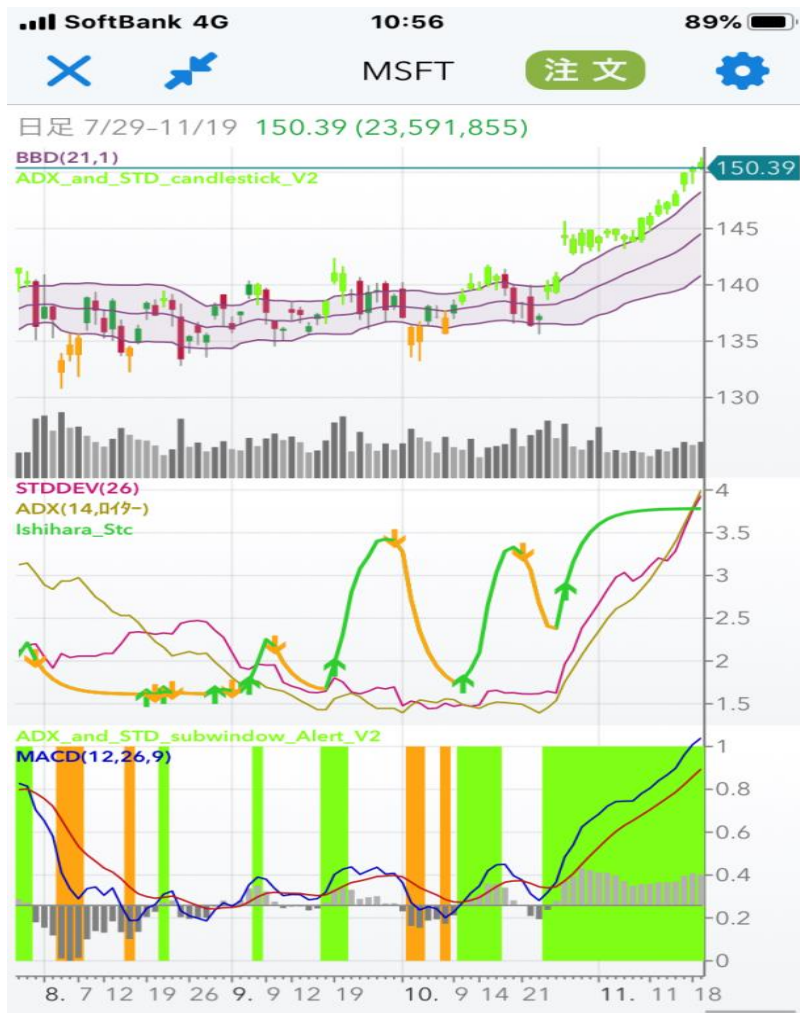 SoftBank 4G 10:56 89%
MSFT 注文
日足 7/29-11/19 150.39 (23,591,855)
BBD(21,1)
ADX_and_STD_candlestick_V2
150.39
145
140
135
130
STDDEV(26)
ADX(14,ロイター)
Ishihara_Stc
4
3.5
3
2.5
2
1.5
ADX_and_STD_subwindow_Alert_V2
MACD(12,26,9)
1
0.8
0.6
0.4
0.2
0
8. 7 12 19 26 9. 9 12 19 10. 9 14 21 11. 11 18